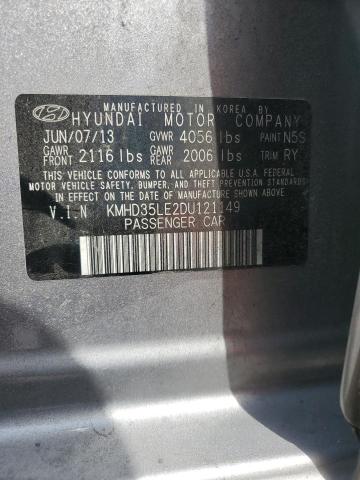 MANUFACTURED IN KOREA BY
HYUNDAI MOTOR COMPANY
JUN/07/13 GVWR 4056 lbs PAINT N5S
GAWR FRONT 2116 lbs GAWR REAR 2006 lbs TRIM RY
THIS VEHICLE CONFORMS TO ALL APPLICABLE U.S.A. FEDERAL
MOTOR VEHICLE SAFETY, BUMPER, AND THEFT PREVENTION
STANDARDS IN EFFECT ON THE DATE OF MANUFACTURE
SHOWN ABOVE.
V.I.N KMHD35LE2DU121149
PASSENGER CAR